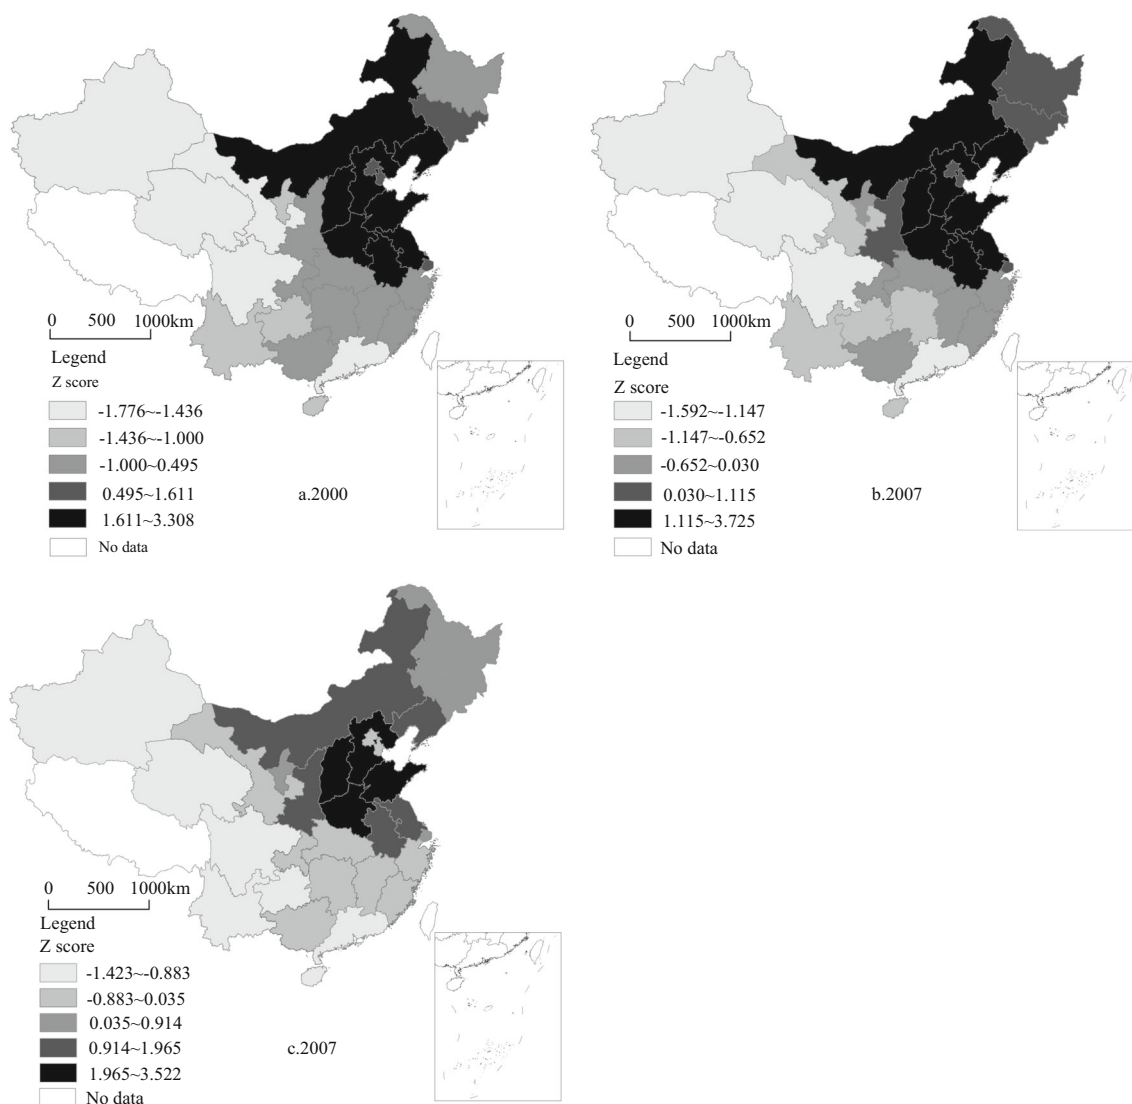 0 500 1000km
Legend
Z score
-1.776~-1.436
-1.436~-1.000
-1.000~0.495
0.495~1.611
1.611~3.308
No data
a.2000
0 500 1000km
Legend
Z score
-1.592~-1.147
-1.147~-0.652
-0.652~0.030
0.030~1.115
1.115~3.725
No data
b.2007
0 500 1000km
Legend
Z score
-1.423~-0.883
-0.883~0.035
0.035~0.914
0.914~1.965
1.965~3.522
No data
c.2007